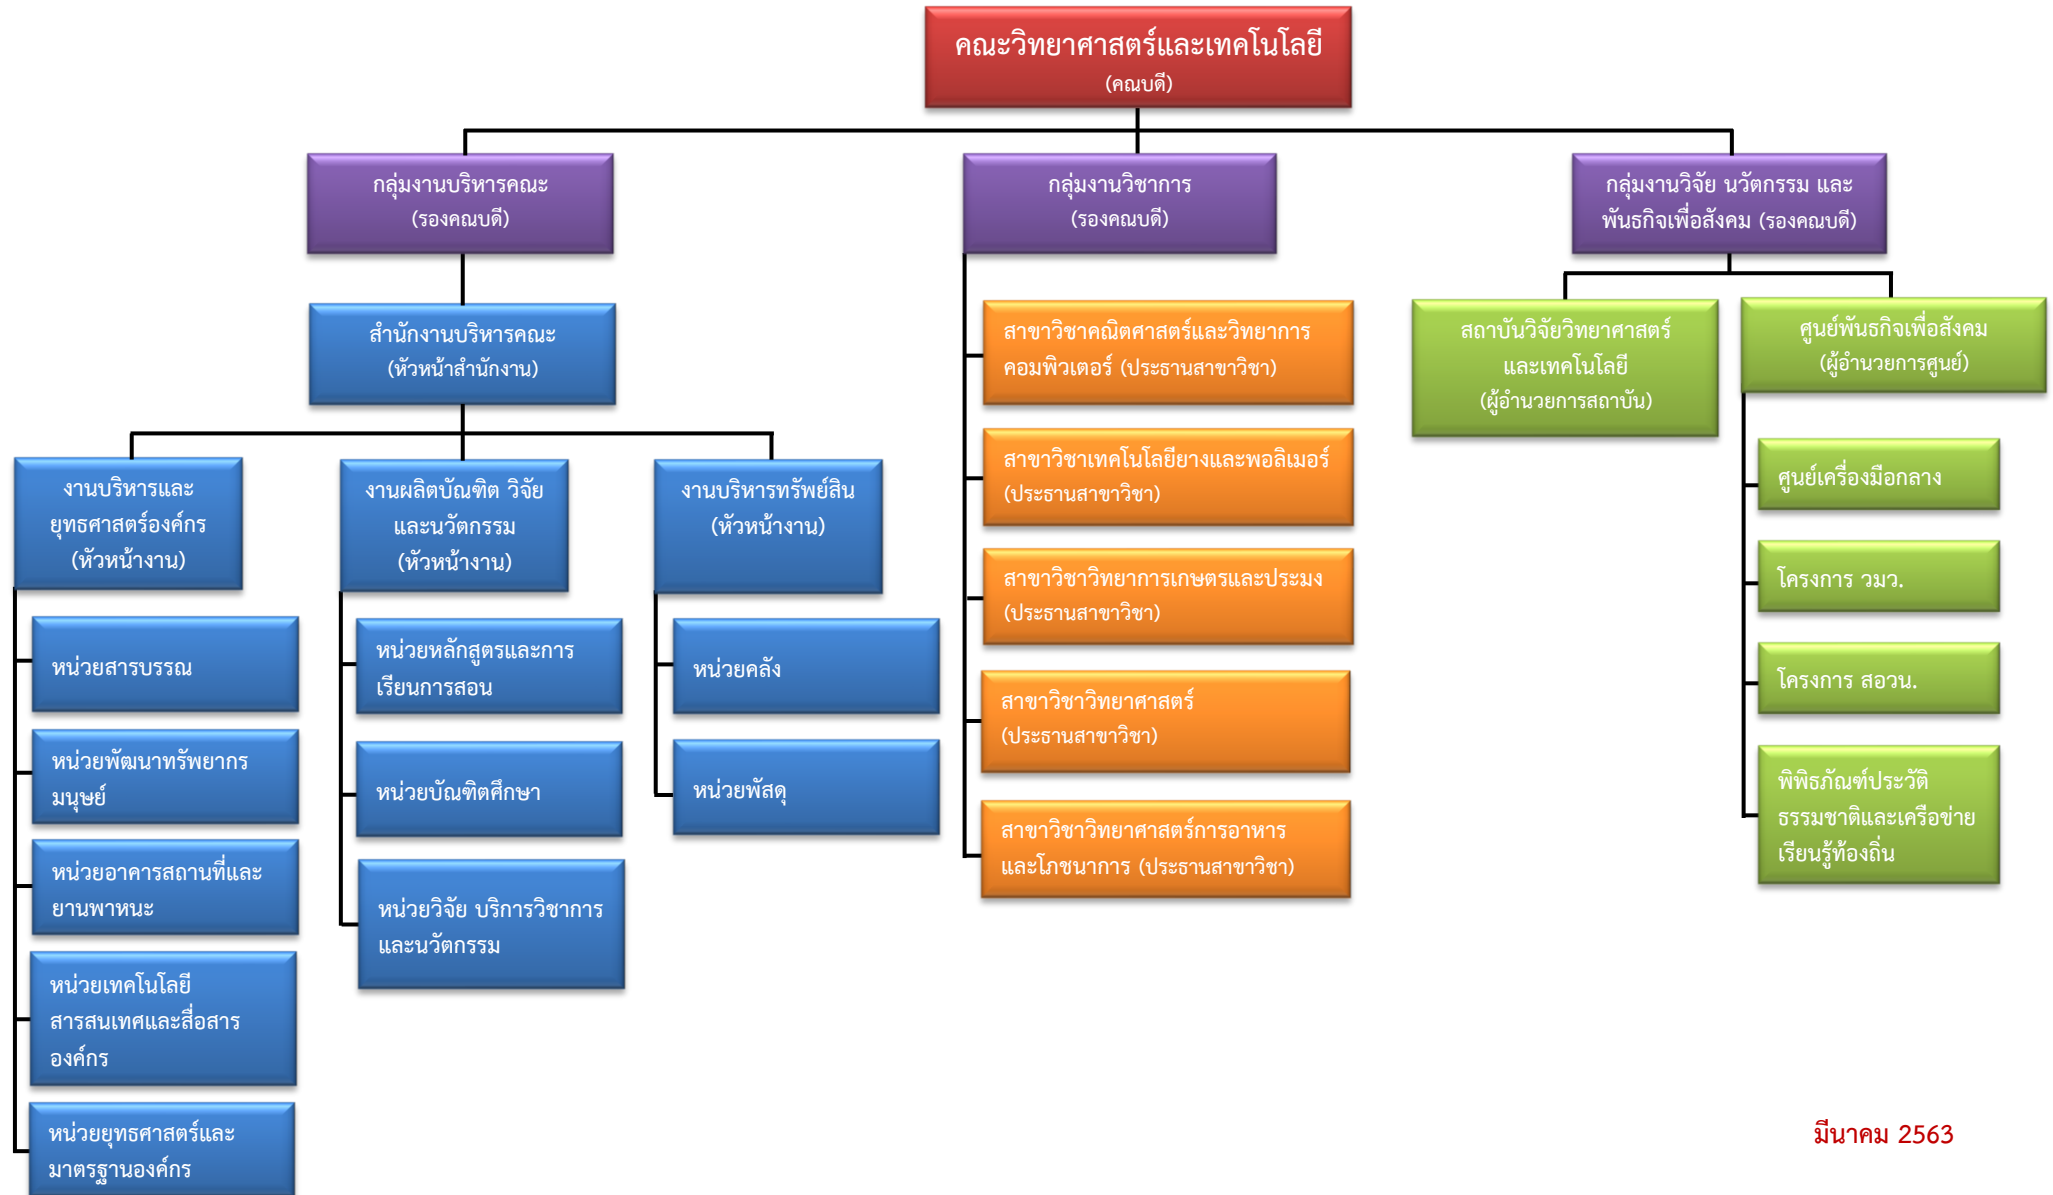 คณะวิทยาศาสตร์และเทคโนโลยี
(คณบดี)
กลุ่มงานบริหารคณะ
(รองคณบดี)
กลุ่มงานวิชาการ
(รองคณบดี)
กลุ่มงานวิจัย นวัตกรรม และ
พันธกิจเพื่อสังคม (รองคณบดี)
สำนักงานบริหารคณะ
(หัวหน้าสำนักงาน)
งานบริหารและ
ยุทธศาสตร์องค์กร
(หัวหน้างาน)
หน่วยสารบรรณ
หน่วยพัฒนาทรัพยากร
มนุษย์
หน่วยอาคารสถานที่และ
ยานพาหนะ
หน่วยเทคโนโลยี
สารสนเทศและสื่อสาร
องค์กร
หน่วยยุทธศาสตร์และ
มาตรฐานองค์กร
งานผลิตบัณฑิต วิจัย
และนวัตกรรม
(หัวหน้างาน)
หน่วยหลักสูตรและการ
เรียนการสอน
หน่วยบัณฑิตศึกษา
หน่วยวิจัย บริการวิชาการ
และนวัตกรรม
งานบริหารทรัพย์สิน
(หัวหน้างาน)
หน่วยคลัง
หน่วยพัสดุ
สาขาวิชาคณิตศาสตร์และวิทยาการ
คอมพิวเตอร์ (ประธานสาขาวิชา)
สาขาวิชาเทคโนโลยียางและพอลิเมอร์
(ประธานสาขาวิชา)
สาขาวิชาวิทยาการเกษตรและประมง
(ประธานสาขาวิชา)
สาขาวิชาวิทยาศาสตร์
(ประธานสาขาวิชา)
สาขาวิชาวิทยาศาสตร์การอาหาร
และโภชนาการ (ประธานสาขาวิชา)
สถาบันวิจัยวิทยาศาสตร์
และเทคโนโลยี
(ผู้อำนวยการสถาบัน)
ศูนย์พันธกิจเพื่อสังคม
(ผู้อำนวยการศูนย์)
ศูนย์เครื่องมือกลาง
โครงการ วมว.
โครงการ สอวน.
พิพิธภัณฑ์ประวัติ
ธรรมชาติและเครือข่าย
เรียนรู้ท้องถิ่น
มีนาคม 2563